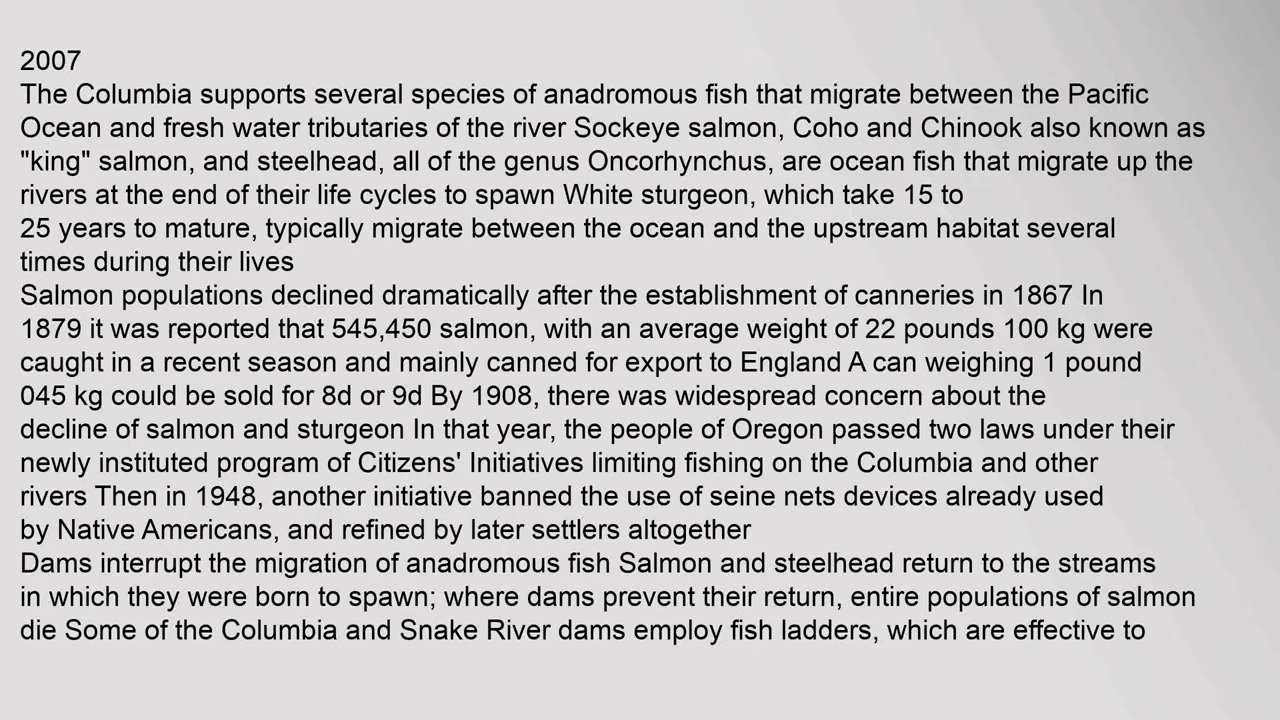 2007
The Columbia supports several species of anadromous fish that migrate between the Pacific
Ocean and fresh water tributaries of the river Sockeye salmon, Coho and Chinook also known as
"king" salmon, and steelhead, all of the genus Oncorhynchus, are ocean fish that migrate up the
rivers at the end of their life cycles to spawn White sturgeon, which take 15 to
25 years to mature, typically migrate between the ocean and the upstream habitat several
times during their lives
Salmon populations declined dramatically after the establishment of canneries in 1867 In
1879 it was reported that 545,450 salmon, with an average weight of 22 pounds 100 kg were
caught in a recent season and mainly canned for export to England A can weighing 1 pound
045 kg could be sold for 8d or 9d By 1908, there was widespread concern about the
decline of salmon and sturgeon In that year, the people of Oregon passed two laws under their
newly instituted program of Citizens' Initiatives limiting fishing on the Columbia and other
rivers Then in 1948, another initiative banned the use of seine nets devices already used
by Native Americans, and refined by later settlers altogether
Dams interrupt the migration of anadromous fish Salmon and steelhead return to the streams
in which they were born to spawn; where dams prevent their return, entire populations of salmon
die Some of the Columbia and Snake River dams employ fish ladders, which are effective to